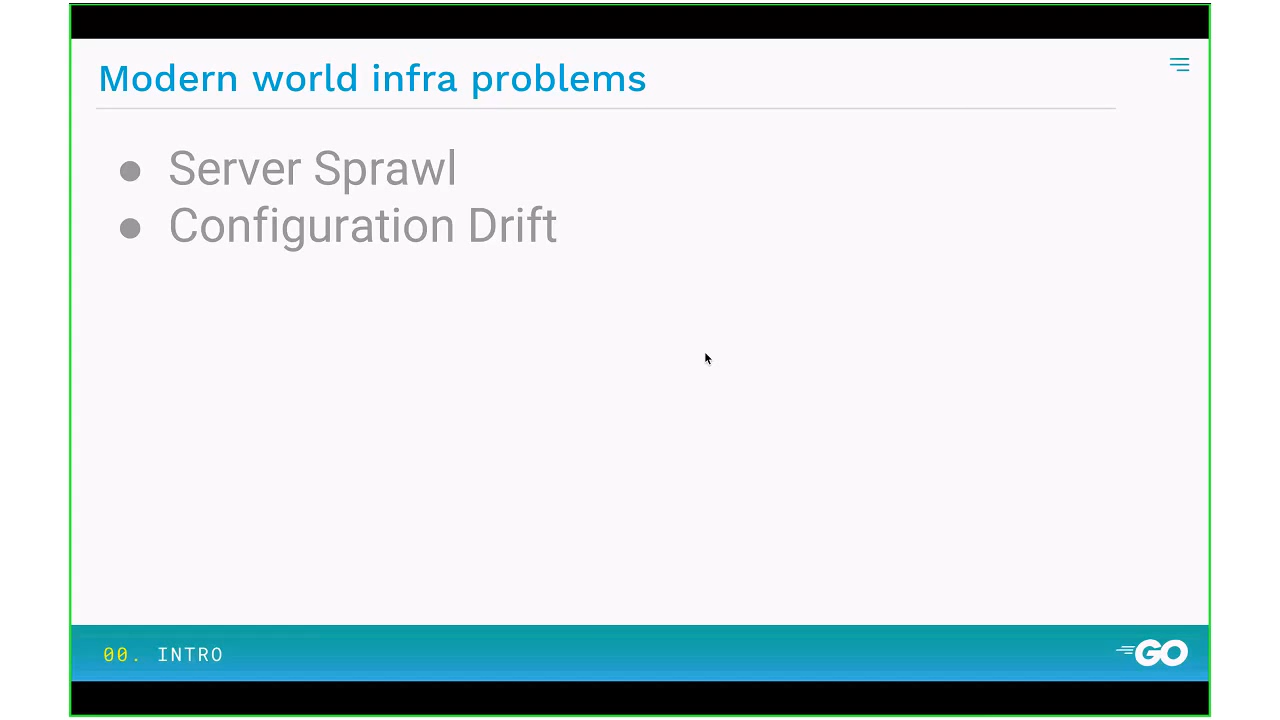 Modern world infra problems
● Server Sprawl
● Configuration Drift
00. INTRO
GO